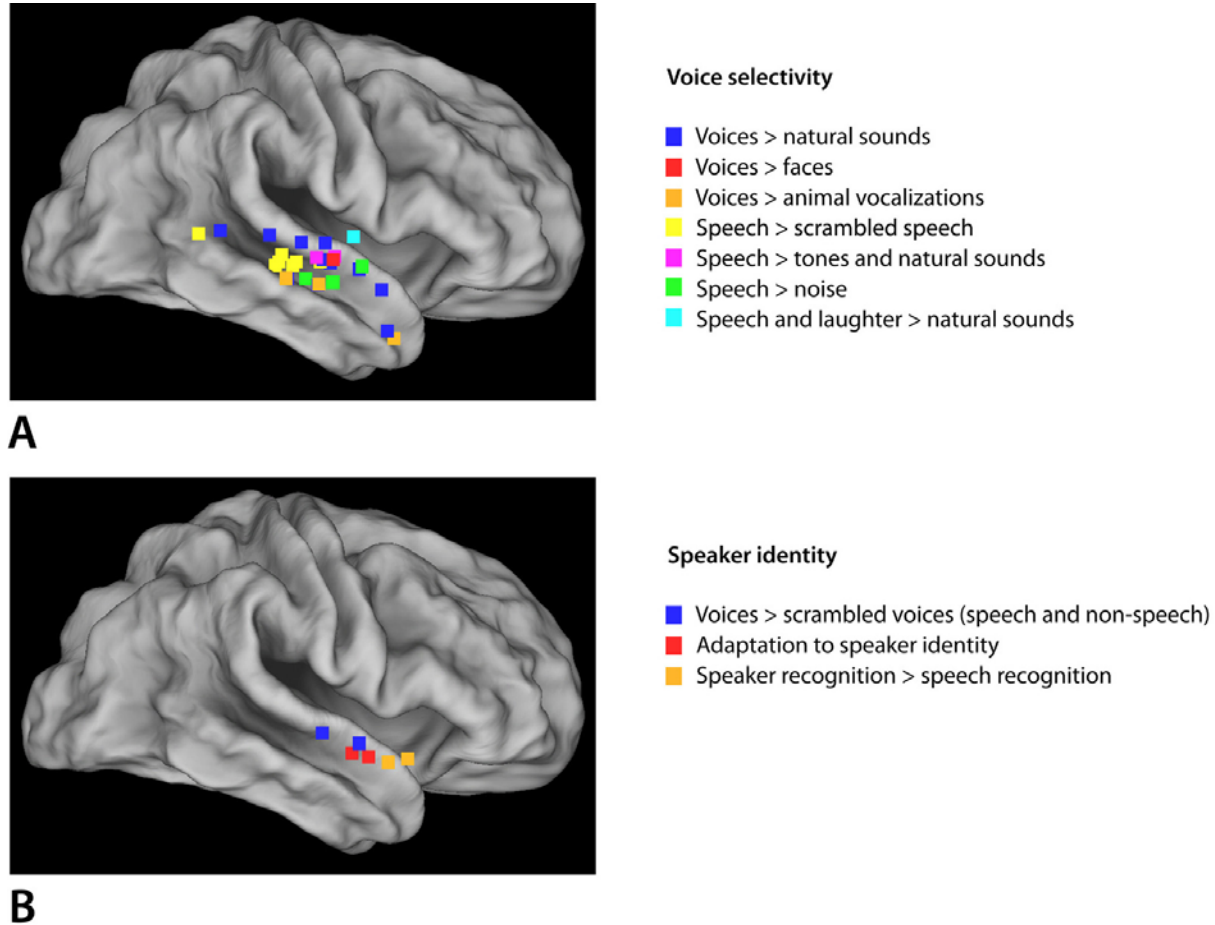 Voice selectivity
Voices > natural sounds
Voices > faces
Voices > animal vocalizations
Speech > scrambled speech
Speech > tones and natural sounds
Speech > noise
Speech and laughter > natural sounds
A
Speaker identity
Voices > scrambled voices (speech and non-speech)
Adaptation to speaker identity
Speaker recognition > speech recognition
B